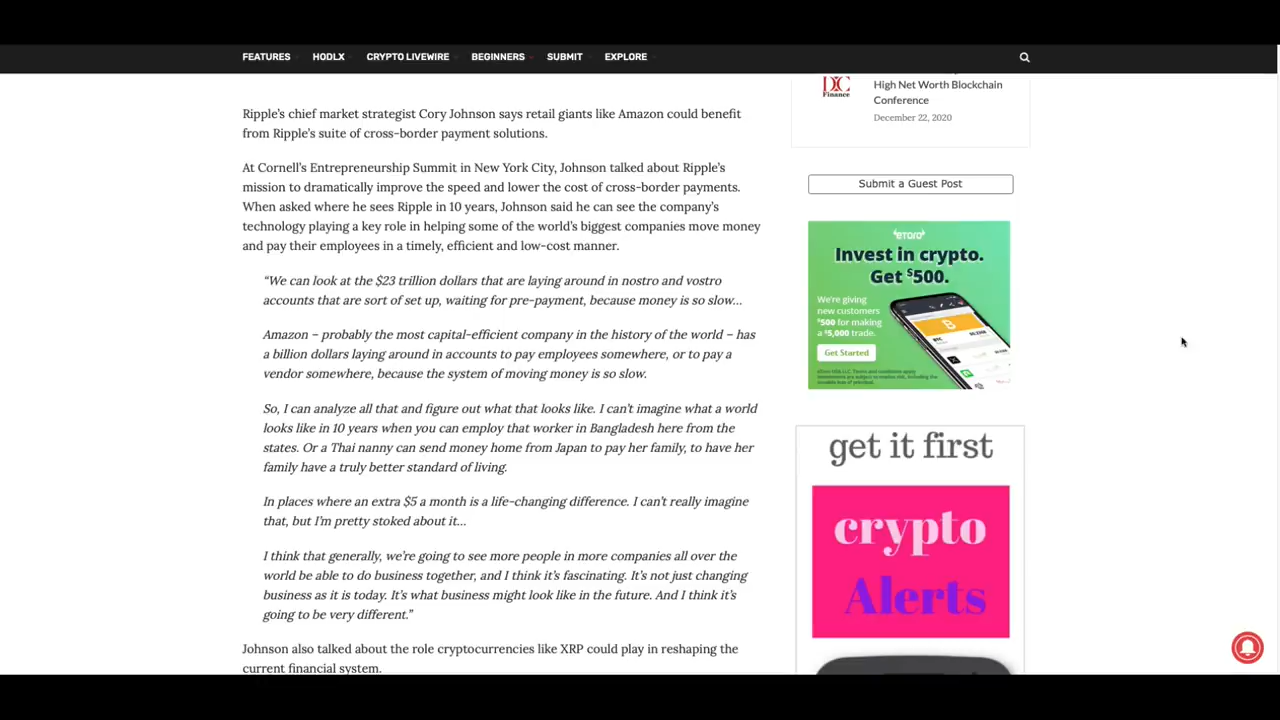 FEATURES HODLX CRYPTO LIVEWIRE BEGINNERS SUBMIT EXPLORE
Ripple's chief market strategist Cory Johnson says retail giants like Amazon could benefit
from Ripple's suite of cross-border payment solutions.
At Cornell's Entrepreneurship Summit in New York City, Johnson talked about Ripple's
mission to dramatically improve the speed and lower the cost of cross-border payments.
When asked where he sees Ripple in 10 years, Johnson said he can see the company's
technology playing a key role in helping some of the world's biggest companies move money
and pay their employees in a timely, efficient and low-cost manner.
"We can look at the $23 trillion dollars that are laying around in nostro and vostro
accounts that are sort of set up, waiting for pre-payment, because money is so slow…
Amazon – probably the most capital-efficient company in the history of the world – has
a billion dollars laying around in accounts to pay employees somewhere, or to pay a
vendor somewhere, because the system of moving money is so slow.
So, I can analyze all that and figure out what that looks like. I can't imagine what a world
looks like in 10 years when you can employ that worker in Bangladesh here from the
states. Or a Thai nanny can send money home from Japan to pay her family, to have her
family have a truly better standard of living.
In places where an extra $5 a month is a life-changing difference. I can't really imagine
that, but I'm pretty stoked about it…
I think that generally, we're going to see more people in more companies all over the
world be able to do business together, and I think it's fascinating. It's not just changing
business as it is today. It's what business might look like in the future. And I think it's
going to be very different."
Johnson also talked about the role cryptocurrencies like XRP could play in reshaping the
current financial system.
DC
Finance
High Net Worth Blockchain
Conference
December 22, 2020
Submit a Guest Post
eToro
Invest in crypto.
Get $500.
We're giving
new customers
$500 for making
a $5,000 trade.
Get Started
get it first
crypto
Alerts